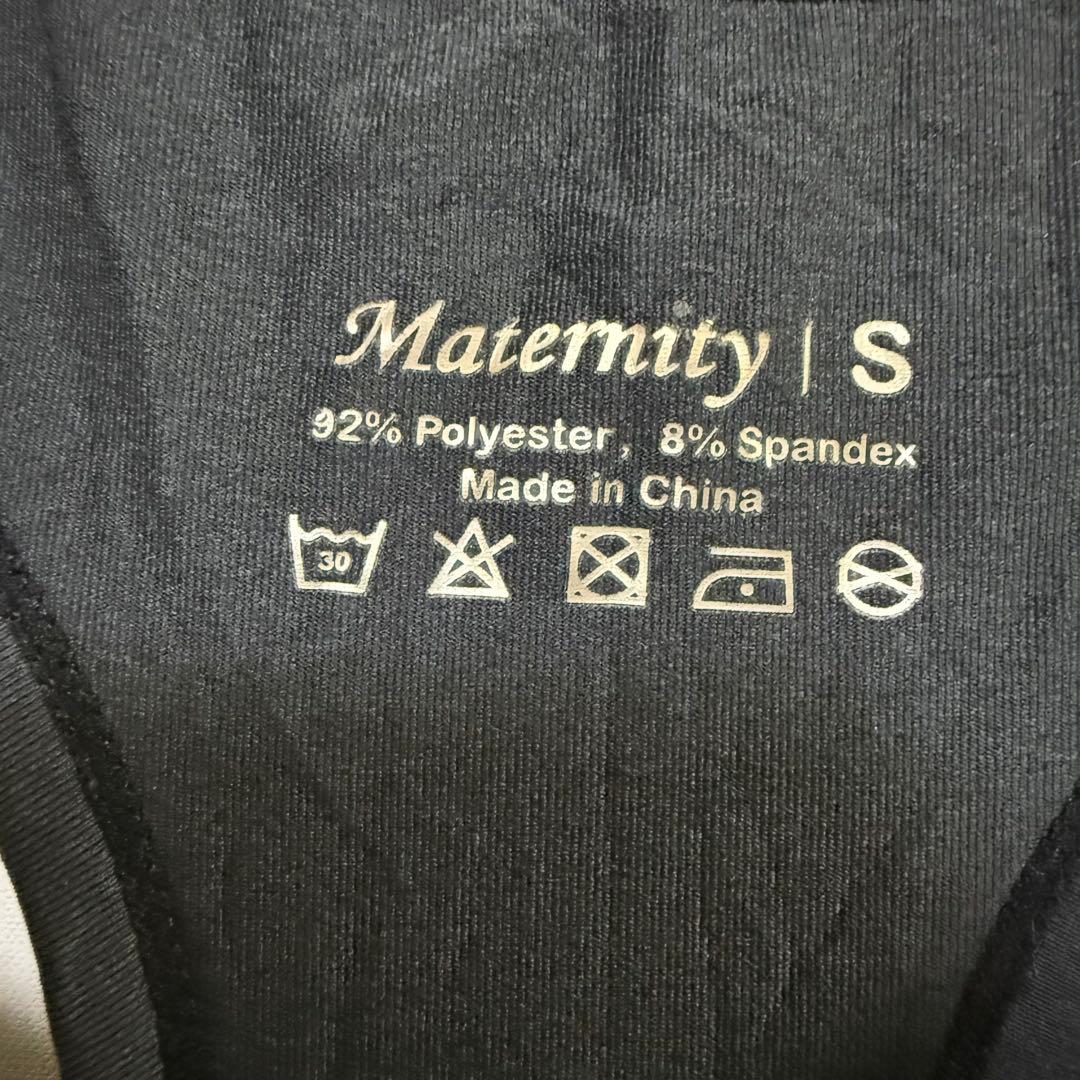 Maternity | S
92% Polyester, 8% Spandex
Made in China
30